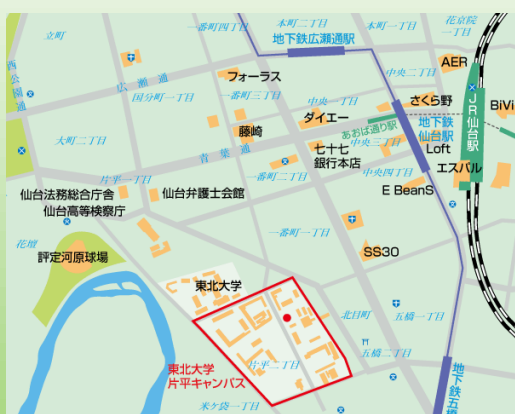 立町
一番町四丁目
本町二丁目
地下鉄広瀬通駅
本町一丁目
花京院
一丁目
西公園通
広瀬通
国分町一丁目
フォーラス
一番町三丁目
中央二丁目
AER
さくら野
BiVi
JR仙台駅
大町二丁目
藤崎
中央一丁目
ダイエー
あおば通り駅
地下鉄
仙台駅
Loft
青葉通
七十七
銀行本店
中央三丁目
エスパル
片平一丁目
一番町二丁目
中央四丁目
E BeanS
仙台法務総合庁舎
仙台高等検察庁
仙台弁護士会館
花壇
評定河原球場
一番町一丁目
SS30
東北大学
北目町
五橋一丁目
東北大学
片平キャンパス
片平二丁目
五橋二丁目
米ケ袋一丁目
地下鉄五橋